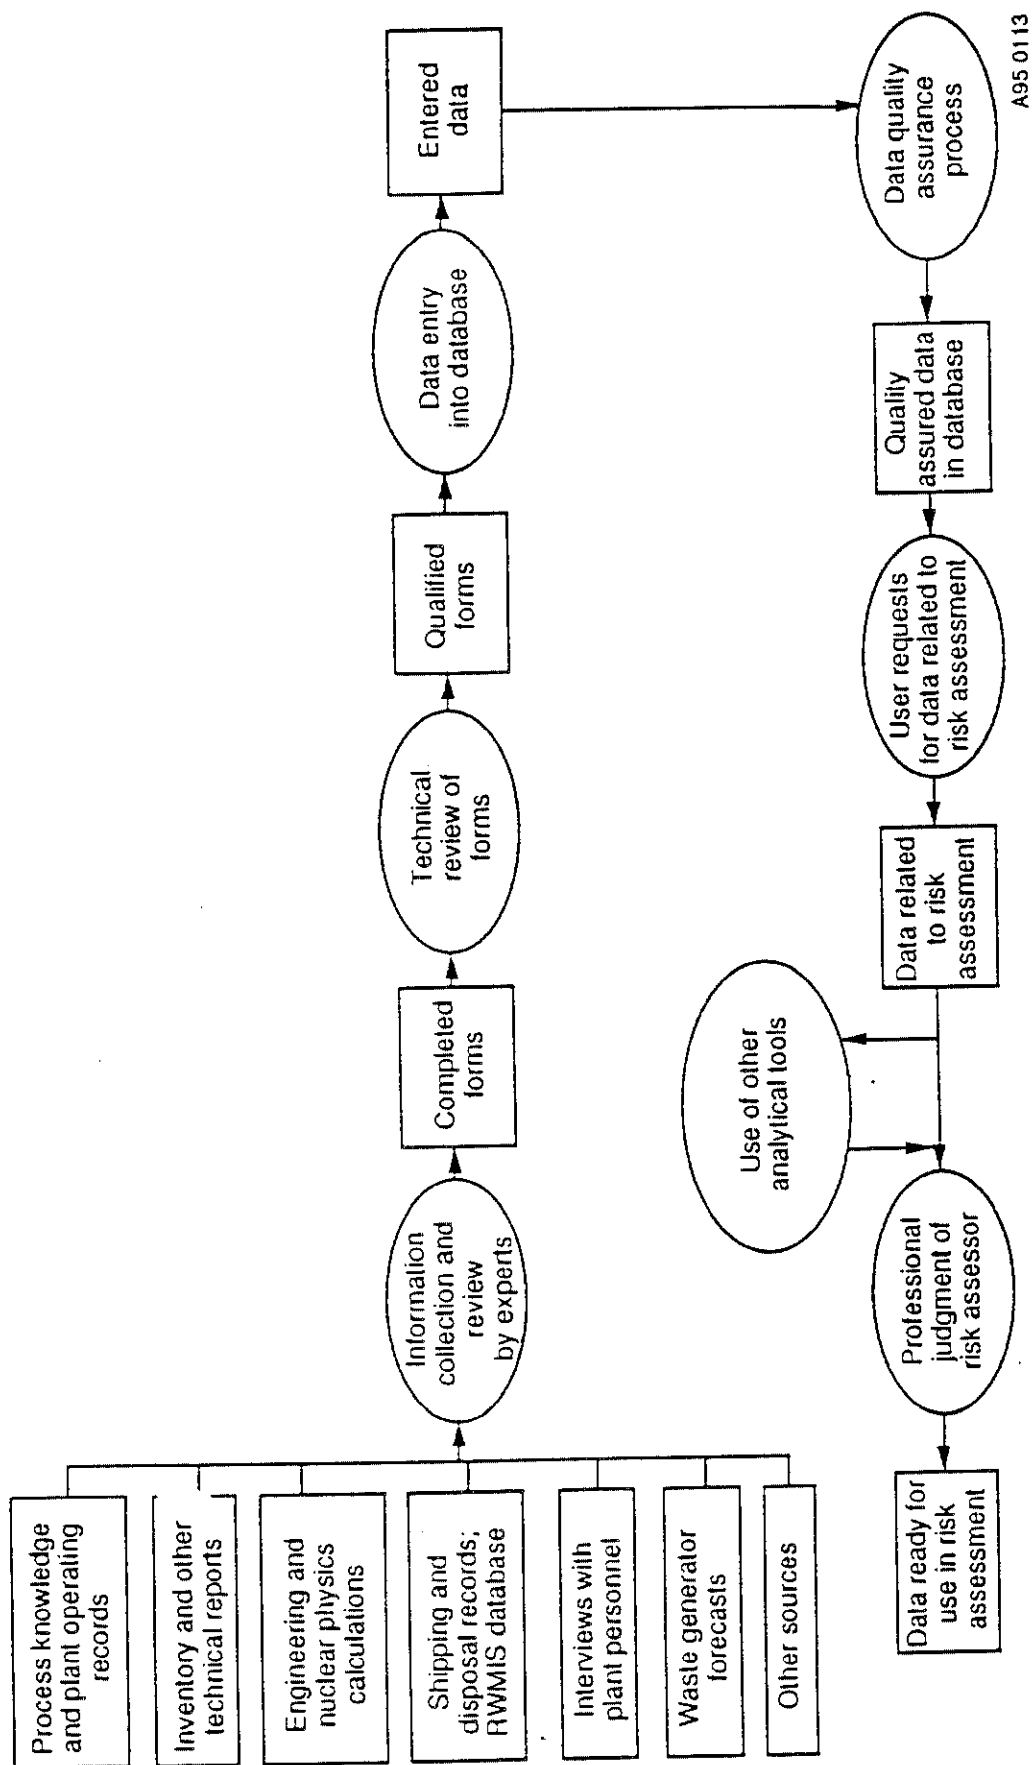 Process knowledge
and plant operating
records
Inventory and other
technical reports
Engineering and
nuclear physics
calculations
Shipping and
disposal records;
RWMIS database
Interviews with
plant personnel
Waste generator
forecasts
Other sources
Information
collection and
review
by experts
Completed
forms
Technical
review of
forms
Qualified
forms
Data entry
into database
Entered
data
Data quality
assurance
process
Quality
assured data
in database
User requests
for data related to
risk assessment
Data related
to risk
assessment
Use of other
analytical tools
Professional
judgment of
risk assessor
Data ready for
use in risk
assessment
A95 0113